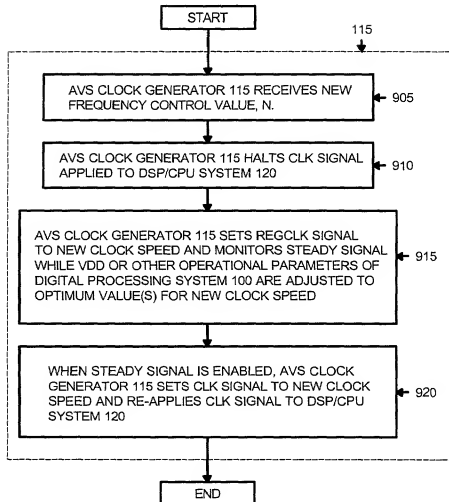 START
115
AVS CLOCK GENERATOR 115 RECEIVES NEW
FREQUENCY CONTROL VALUE, N.
905
AVS CLOCK GENERATOR 115 HALTS CLK SIGNAL
APPLIED TO DSP/CPU SYSTEM 120
910
AVS CLOCK GENERATOR 115 SETS REGCLK SIGNAL
TO NEW CLOCK SPEED AND MONITORS STEADY SIGNAL
WHILE VDD OR OTHER OPERATIONAL PARAMETERS OF
DIGITAL PROCESSING SYSTEM 100 ARE ADJUSTED TO
OPTIMUM VALUE(S) FOR NEW CLOCK SPEED
915
WHEN STEADY SIGNAL IS ENABLED, AVS CLOCK
GENERATOR 115 SETS CLK SIGNAL TO NEW CLOCK
SPEED AND RE-APPLIES CLK SIGNAL TO DSP/CPU
SYSTEM 120
920
END